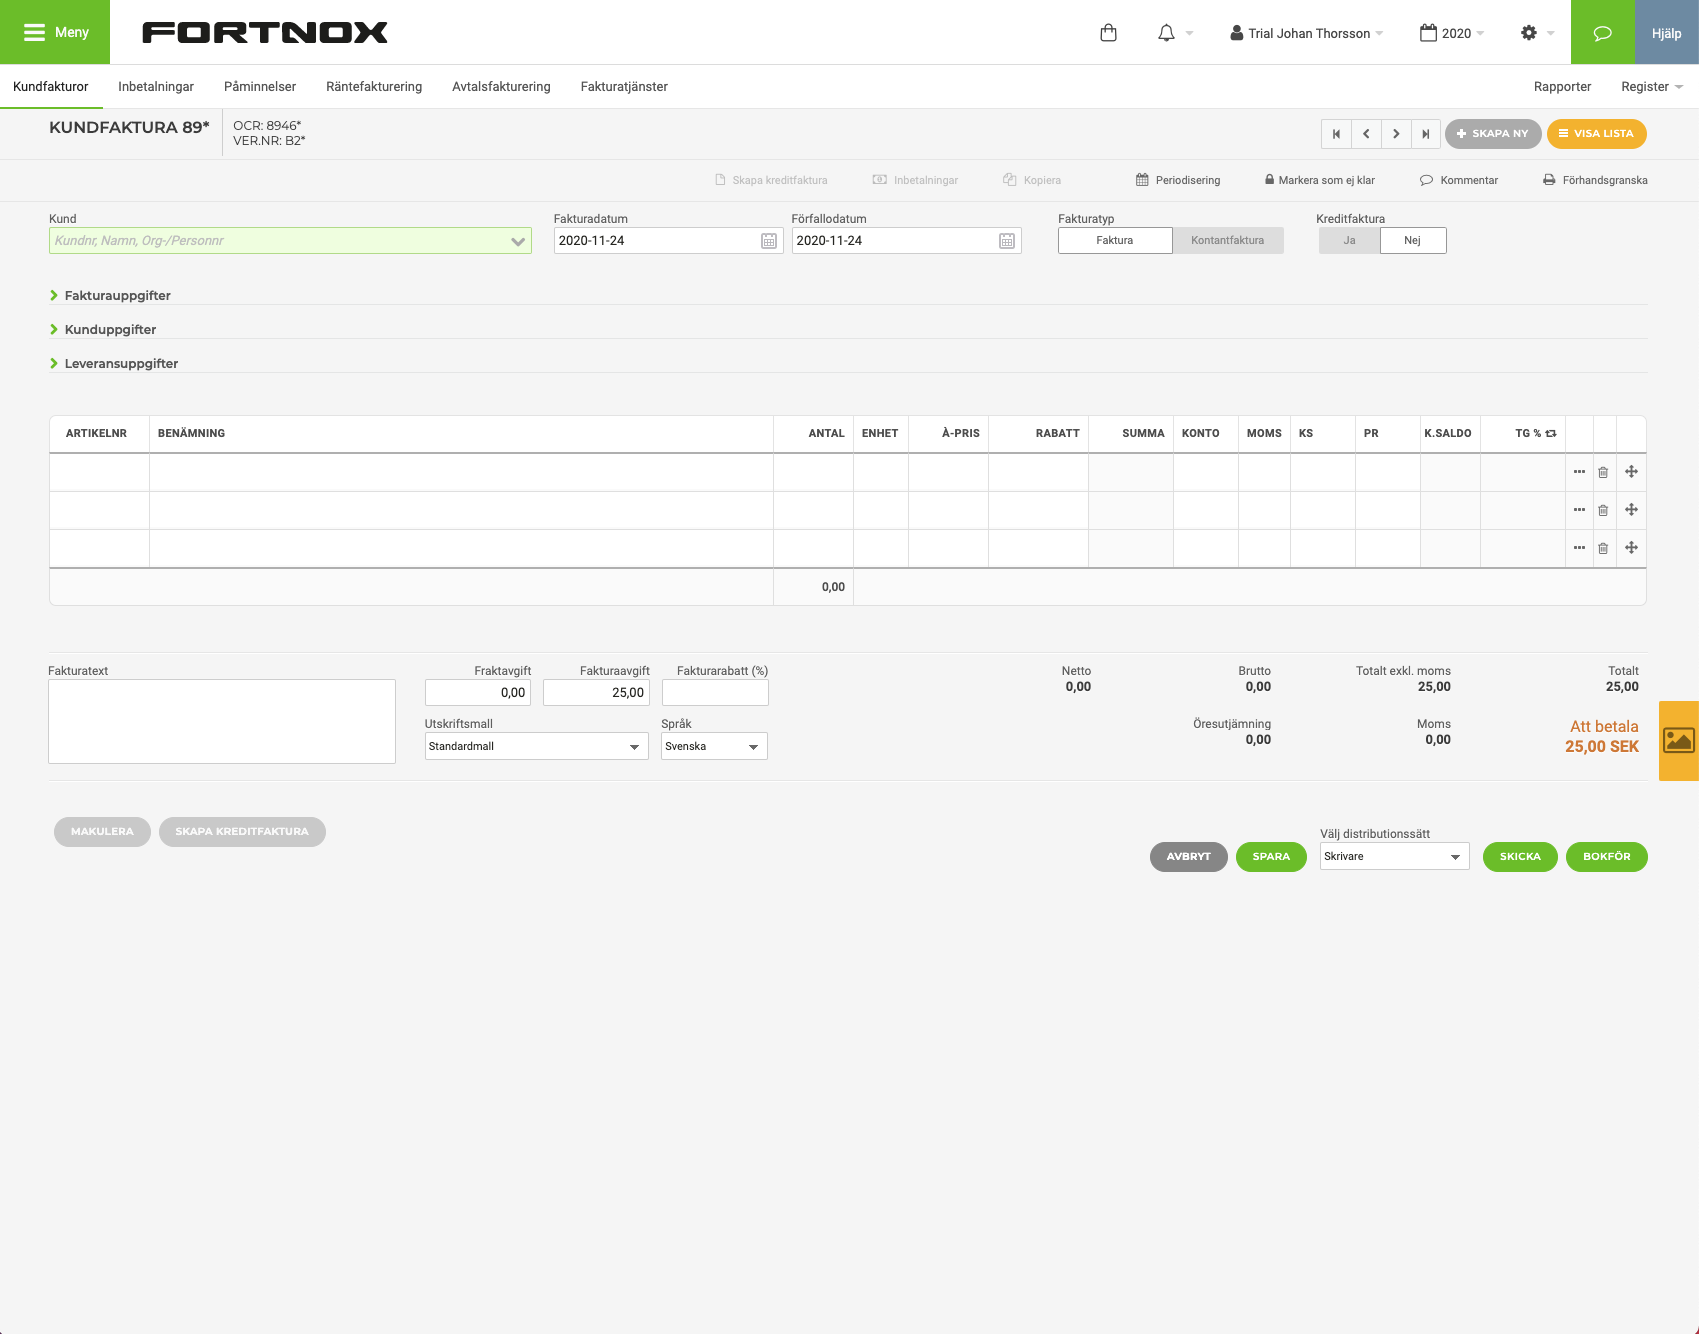 Meny
FORTNOX
Trial Johan Thorsson
2020
Hjälp
Kundfakturor
Inbetalningar
Påminnelser
Räntefakturering
Avtalsfakturering
Fakturatjänster
Rapporter
Register
KUNDFAKTURA 89*
OCR: 8946*
VER.NR: B2*
SKAPA NY
VISA LISTA
Skapa kreditfaktura
Inbetalningar
Kopiera
Periodisering
Markera som ej klar
Kommentar
Förhandsgranska
Kund
Fakturadatum
Förfallodatum
Fakturatyp
Kreditfaktura
Kundnr, Namn, Org-/Personnr
2020-11-24
2020-11-24
Faktura
Kontantfaktura
Ja
Nej
Fakturauppgifter
Kunduppgifter
Leveransuppgifter
ARTIKELNR
BENÄMNING
ANTAL
ENHET
À-PRIS
RABATT
SUMMA
KONTO
MOMS
KS
PR
K.SALDO
TG %
0,00
Fakturatext
Fraktavgift
Fakturaavgift
Fakturarabatt (%)
0,00
25,00
Utskriftsmall
Språk
Standardmall
Svenska
Netto
0,00
Brutto
0,00
Totalt exkl. moms
25,00
Totalt
25,00
Öresutjämning
0,00
Moms
0,00
Att betala
25,00 SEK
MAKULERA
SKAPA KREDITFAKTURA
Välj distributionssätt
AVBRYT
SPARA
Skrivare
SKICKA
BOKFÖR